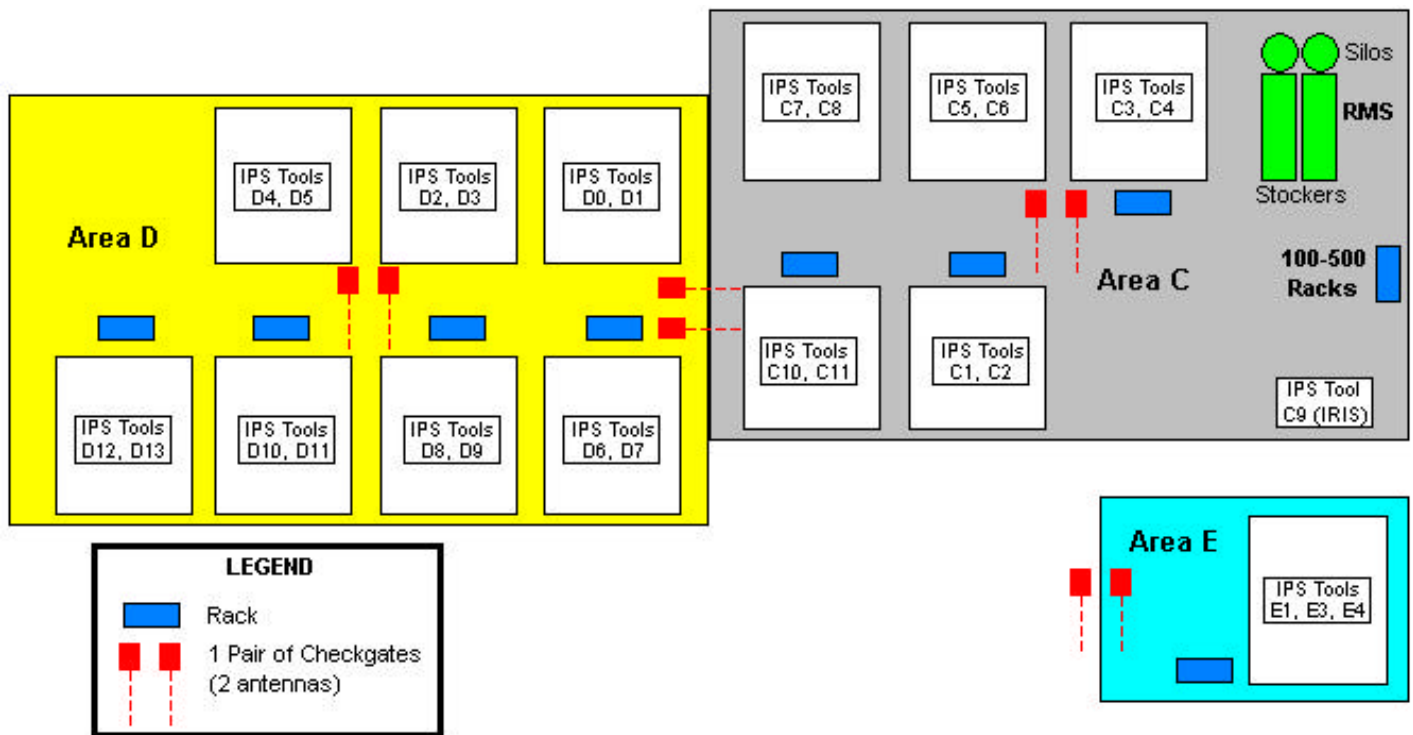 IPS Tools
C7, C8
IPS Tools
C5, C6
IPS Tools
C3, C4
Silos
RMS
Stockers
IPS Tools
D4, D5
IPS Tools
D2, D3
IPS Tools
D0, D1
Area D
100-500
Racks
Area C
IPS Tools
C10, C11
IPS Tools
C1, C2
IPS Tool
C9 (IRIS)
IPS Tools
D12, D13
IPS Tools
D10, D11
IPS Tools
D8, D9
IPS Tools
D6, D7
Area E
IPS Tools
E1, E3, E4
LEGEND
Rack
1 Pair of Checkgates
(2 antennas)